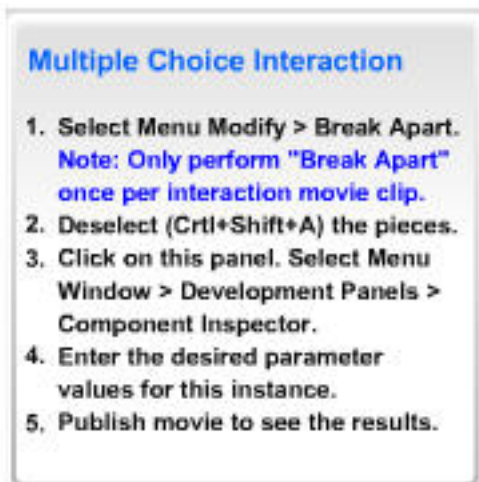 Multiple Choice Interaction
1. Select Menu Modify > Break Apart.
Note: Only perform "Break Apart"
once per interaction movie clip.
2. Deselect (Crtl+Shift+A) the pieces.
3. Click on this panel. Select Menu
Window > Development Panels >
Component Inspector.
4. Enter the desired parameter
values for this instance.
5. Publish movie to see the results.